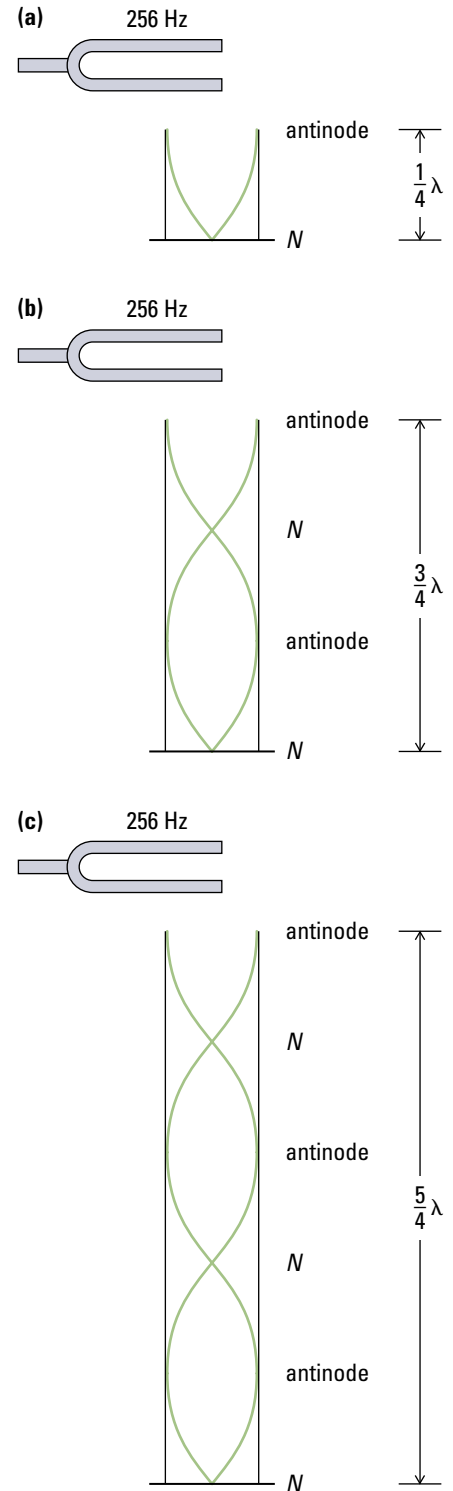 (a) 256 Hz
antinode
1/4 λ
N
(b) 256 Hz
antinode
N
3/4 λ
antinode
N
(c) 256 Hz
antinode
N
antinode
5/4 λ
N
antinode
N